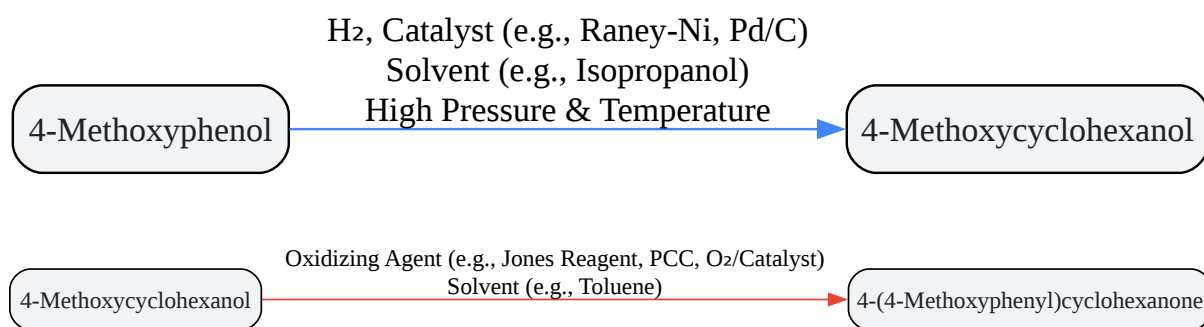 H₂, Catalyst (e.g., Raney-Ni, Pd/C)
Solvent (e.g., Isopropanol)
High Pressure & Temperature
4-Methoxyphenol
4-Methoxycyclohexanol
Oxidizing Agent (e.g., Jones Reagent, PCC, O₂/Catalyst)
Solvent (e.g., Toluene)
4-Methoxycyclohexanol
4-(4-Methoxyphenyl)cyclohexanone